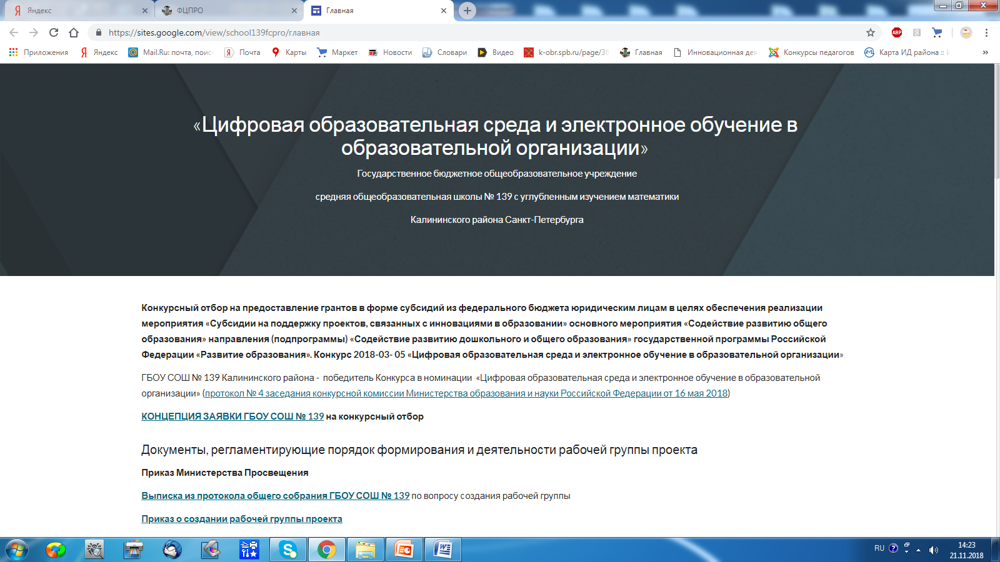 Яндекс
ФЦПРО
Главная
https://sites.google.com/view/school139fcpro/главная
ABP
Приложения
Яндекс
Mail.Ru: почта, поис
Почта
Карты
Маркет
Новости
Словари
Видео
k-obr.spb.ru/page/36
Главная
Инновационная дея
Конкурсы педагогов
Карта ИД района ::
«Цифровая образовательная среда и электронное обучение в
образовательной организации»
Государственное бюджетное общеобразовательное учреждение
средняя общеобразовательная школы № 139 с углубленным изучением математики
Калининского района Санкт-Петербурга
Конкурсный отбор на предоставление грантов в форме субсидий из федерального бюджета юридическим лицам в целях обеспечения реализации
мероприятия «Субсидии на поддержку проектов, связанных с инновациями в образовании» основного мероприятия «Содействие развитию общего
образования» направления (подпрограммы) «Содействие развитию дошкольного и общего образования» государственной программы Российской
Федерации «Развитие образования». Конкурс 2018-03- 05 «Цифровая образовательная среда и электронное обучение в образовательной организации»
ГБОУ СОШ № 139 Калининского района - победитель Конкурса в номинации «Цифровая образовательная среда и электронное обучение в образовательной
организации» (протокол № 4 заседания конкурсной комиссии Министерства образования и науки Российской Федерации от 16 мая 2018)
КОНЦЕПЦИЯ ЗАЯВКИ ГБОУ СОШ № 139 на конкурсный отбор
Документы, регламентирующие порядок формирования и деятельности рабочей группы проекта
Приказ Министерства Просвещения
Выписка из протокола общего собрания ГБОУ СОШ № 139 по вопросу создания рабочей группы
Приказ о создании рабочей группы проекта
RU
14:23
21.11.2018